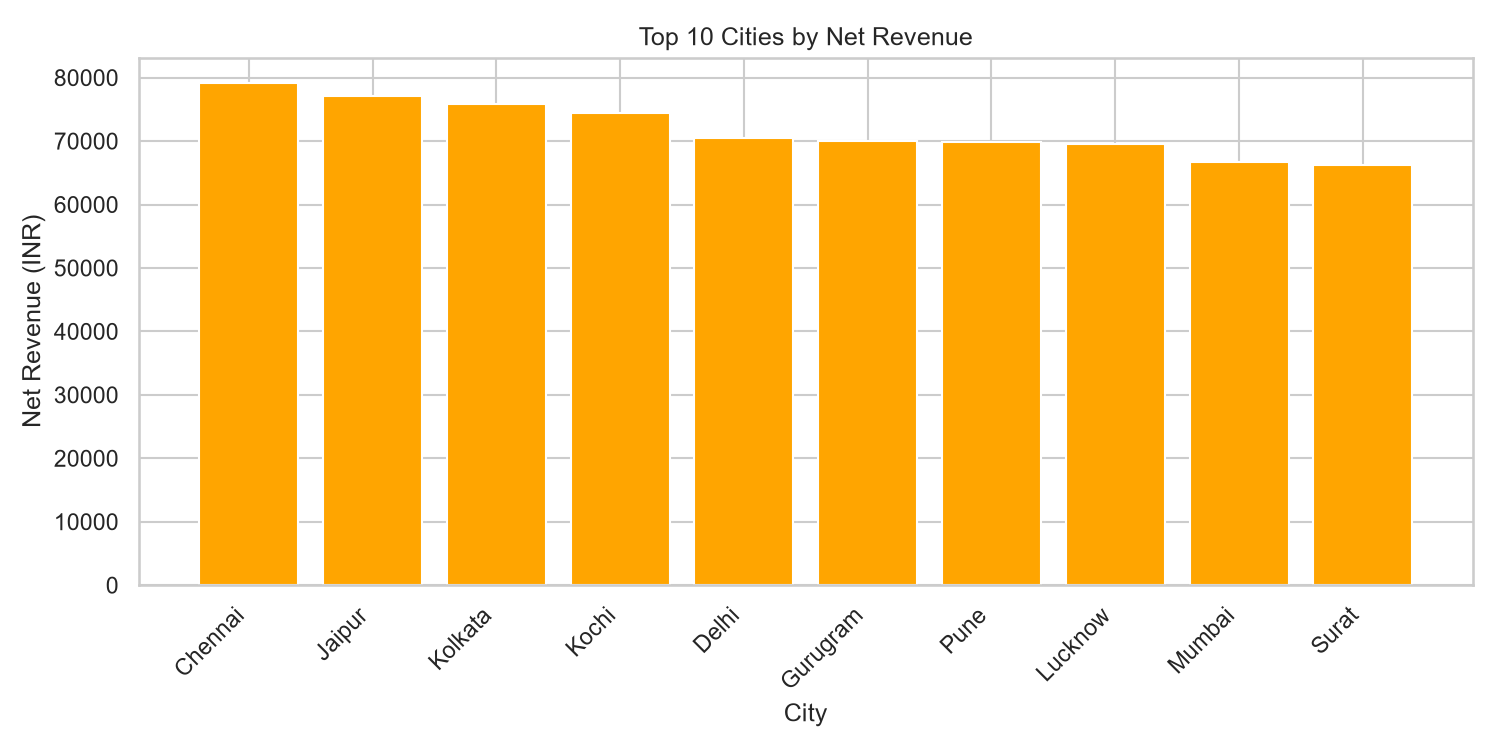 Top 10 Cities by Net Revenue
Net Revenue (INR)
80000
70000
60000
50000
40000
30000
20000
10000
0
Chennai
Jaipur
Kolkata
Kochi
Delhi
Gurugram
Pune
Lucknow
Mumbai
Surat
City